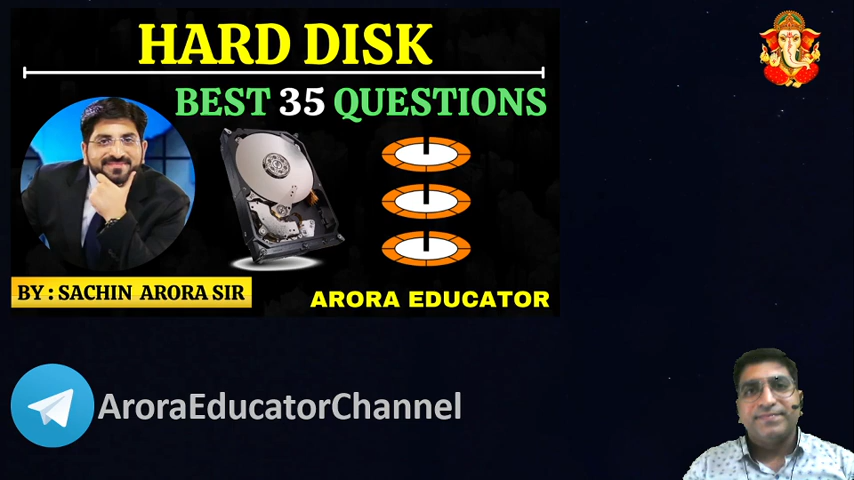 HARD DISK
BEST 35 QUESTIONS
BY : SACHIN ARORA SIR
ARORA EDUCATOR
AroraEducatorChannel